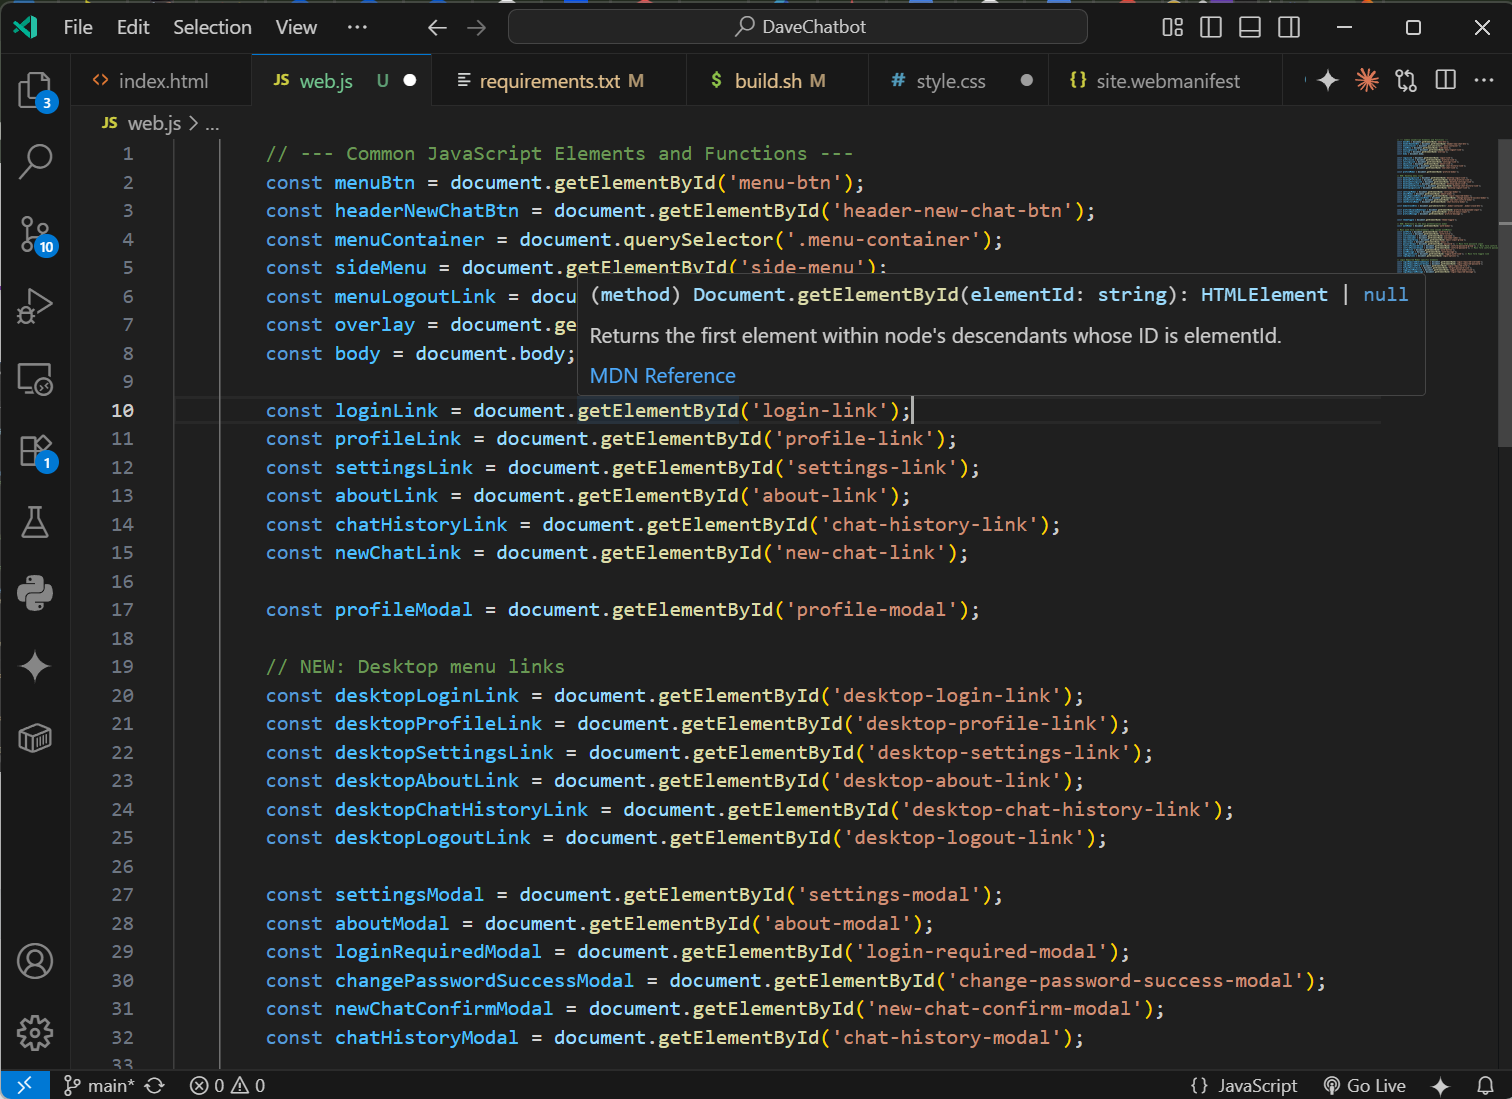 File Edit Selection View ··· DaveChatbot
<> index.html JS web.js U requirements.txt M $ build.sh M # style.css {} site.webmanifest ···
JS web.js > ...
3
10
1
1 // --- Common JavaScript Elements and Functions ---
2 const menuBtn = document.getElementById('menu-btn');
3 const headerNewChatBtn = document.getElementById('header-new-chat-btn');
4 const menuContainer = document.querySelector('.menu-container');
5 const sideMenu = document.getElementById('side-menu');
6 const menuLogoutLink = docu
(method) Document.getElementById(elementId: string): HTMLElement | null
7 const overlay = document.ge
Returns the first element within node's descendants whose ID is elementId.
8 const body = document.body;
MDN Reference
9
10 const loginLink = document.getElementById('login-link');
11 const profileLink = document.getElementById('profile-link');
12 const settingsLink = document.getElementById('settings-link');
13 const aboutLink = document.getElementById('about-link');
14 const chatHistoryLink = document.getElementById('chat-history-link');
15 const newChatLink = document.getElementById('new-chat-link');
16
17 const profileModal = document.getElementById('profile-modal');
18
19 // NEW: Desktop menu links
20 const desktopLoginLink = document.getElementById('desktop-login-link');
21 const desktopProfileLink = document.getElementById('desktop-profile-link');
22 const desktopSettingsLink = document.getElementById('desktop-settings-link');
23 const desktopAboutLink = document.getElementById('desktop-about-link');
24 const desktopChatHistoryLink = document.getElementById('desktop-chat-history-link');
25 const desktopLogoutLink = document.getElementById('desktop-logout-link');
26
27 const settingsModal = document.getElementById('settings-modal');
28 const aboutModal = document.getElementById('about-modal');
29 const loginRequiredModal = document.getElementById('login-required-modal');
30 const changePasswordSuccessModal = document.getElementById('change-password-success-modal');
31 const newChatConfirmModal = document.getElementById('new-chat-confirm-modal');
32 const chatHistoryModal = document.getElementById('chat-history-modal');
33
main* 0 0 {} JavaScript Go Live